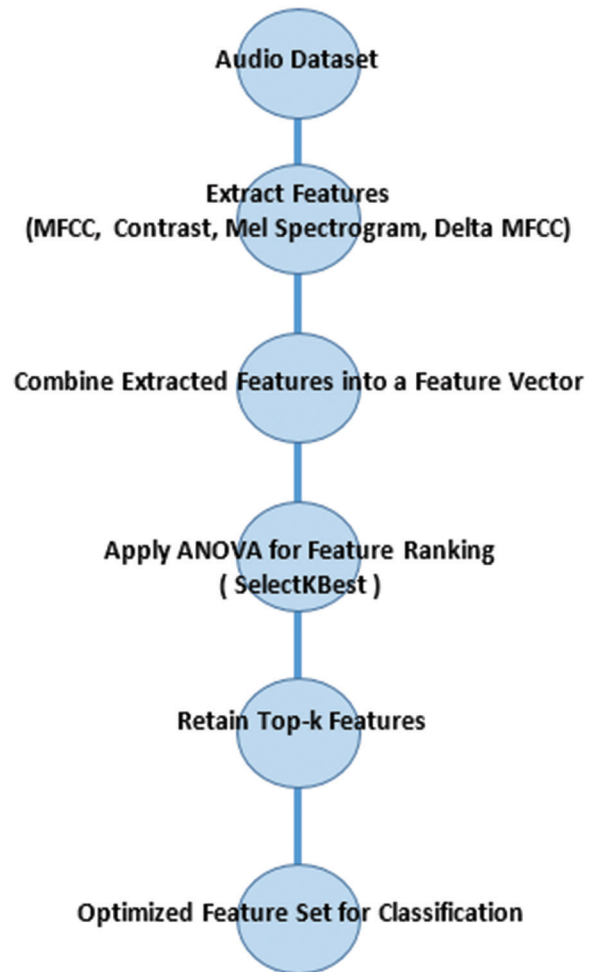 Audio Dataset
Extract Features
(MFCC, Contrast, Mel Spectrogram, Delta MFCC)
Combine Extracted Features into a Feature Vector
Apply ANOVA for Feature Ranking
( SelectKBest )
Retain Top-k Features
Optimized Feature Set for Classification